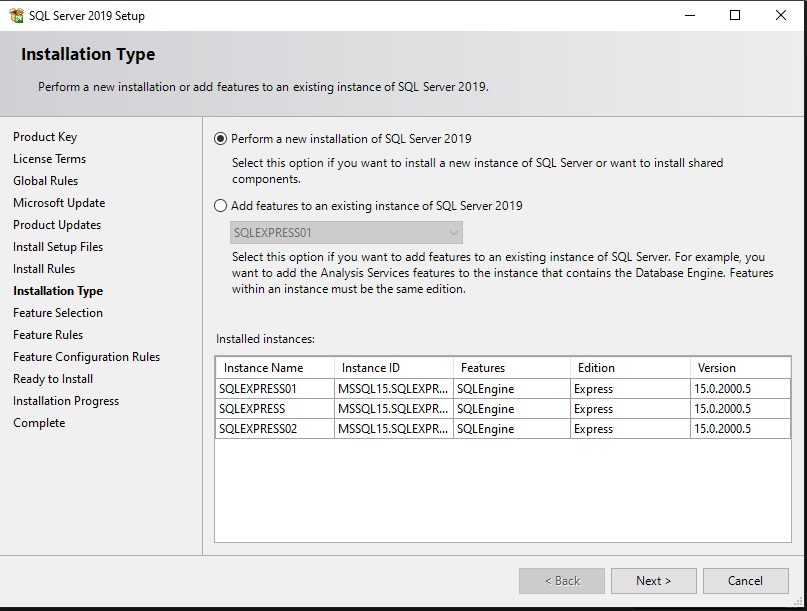 SQL Server 2019 Setup
Installation Type
Perform a new installation or add features to an existing instance of SQL Server 2019.
Product Key
License Terms
Global Rules
Microsoft Update
Product Updates
Install Setup Files
Install Rules
Installation Type
Feature Selection
Feature Rules
Feature Configuration Rules
Ready to Install
Installation Progress
Complete
Perform a new installation of SQL Server 2019
Select this option if you want to install a new instance of SQL Server or want to install shared
components.
Add features to an existing instance of SQL Server 2019
SQLEXPRESS01
Select this option if you want to add features to an existing instance of SQL Server. For example, you
want to add the Analysis Services features to the instance that contains the Database Engine. Features
within an instance must be the same edition.
Installed instances:
Instance Name Instance ID Features Edition Version
SQLEXPRESS01 MSSQL15.SQLEXPR... SQLEngine Express 15.0.2000.5
SQLEXPRESS MSSQL15.SQLEXPR... SQLEngine Express 15.0.2000.5
SQLEXPRESS02 MSSQL15.SQLEXPR... SQLEngine Express 15.0.2000.5
< Back Next > Cancel